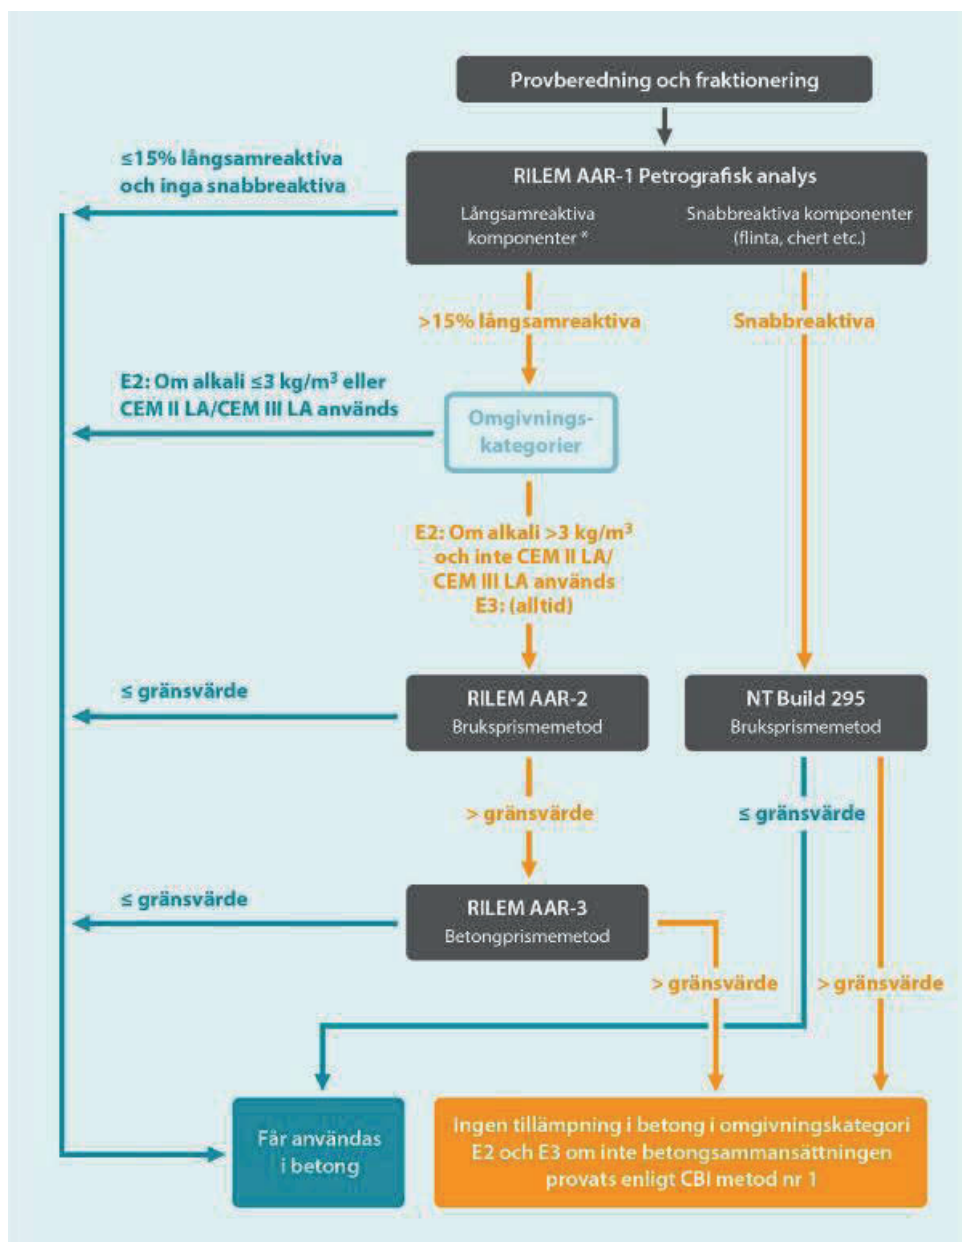 Provberedning och fraktionering
≤15% långsamreaktiva
och inga snabbreaktiva
RILEM AAR-1 Petrografisk analys
Långsamreaktiva
komponenter *
Snabbreaktiva komponenter
(flinta, chert etc.)
>15% långsamreaktiva
Snabbreaktiva
E2: Om alkali ≤3 kg/m³ eller
CEM II LA/CEM III LA används
Omgivnings-
kategorier
E2: Om alkali >3 kg/m³
och inte CEM II LA/
CEM III LA används
E3: (alltid)
≤ gränsvärde
RILEM AAR-2
Bruksprismemetod
NT Build 295
Bruksprismemetod
> gränsvärde
≤ gränsvärde
≤ gränsvärde
RILEM AAR-3
Betongprismemetod
> gränsvärde
> gränsvärde
Får användas
i betong
Ingen tillämpning i betong i omgivningskategori
E2 och E3 om inte betongsammansättningen
provats enligt CBI metod nr 1